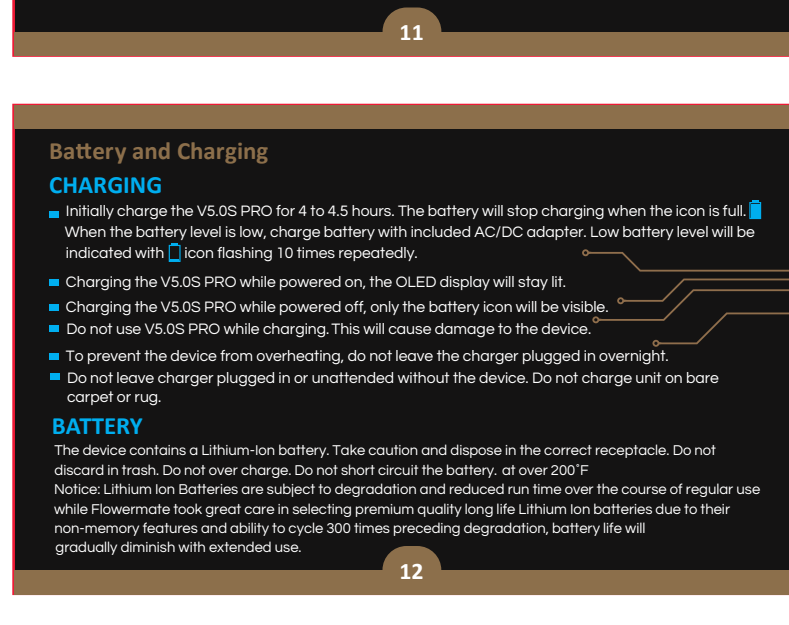 11
Battery and Charging
CHARGING
Initially charge the V5.0S PRO for 4 to 4.5 hours. The battery will stop charging when the icon is full.
When the battery level is low, charge battery with included AC/DC adapter. Low battery level will be
indicated with icon flashing 10 times repeatedly.
Charging the V5.0S PRO while powered on, the OLED display will stay lit.
Charging the V5.0S PRO while powered off, only the battery icon will be visible.
Do not use V5.0S PRO while charging. This will cause damage to the device.
To prevent the device from overheating, do not leave the charger plugged in overnight.
Do not leave charger plugged in or unattended without the device. Do not charge unit on bare
carpet or rug.
BATTERY
The device contains a Lithium-Ion battery. Take caution and dispose in the correct receptacle. Do not
discard in trash. Do not over charge. Do not short circuit the battery. at over 200˚F
Notice: Lithium Ion Batteries are subject to degradation and reduced run time over the course of regular use
while Flowermate took great care in selecting premium quality long life Lithium Ion batteries due to their
non-memory features and ability to cycle 300 times preceding degradation, battery life will
gradually diminish with extended use.
12